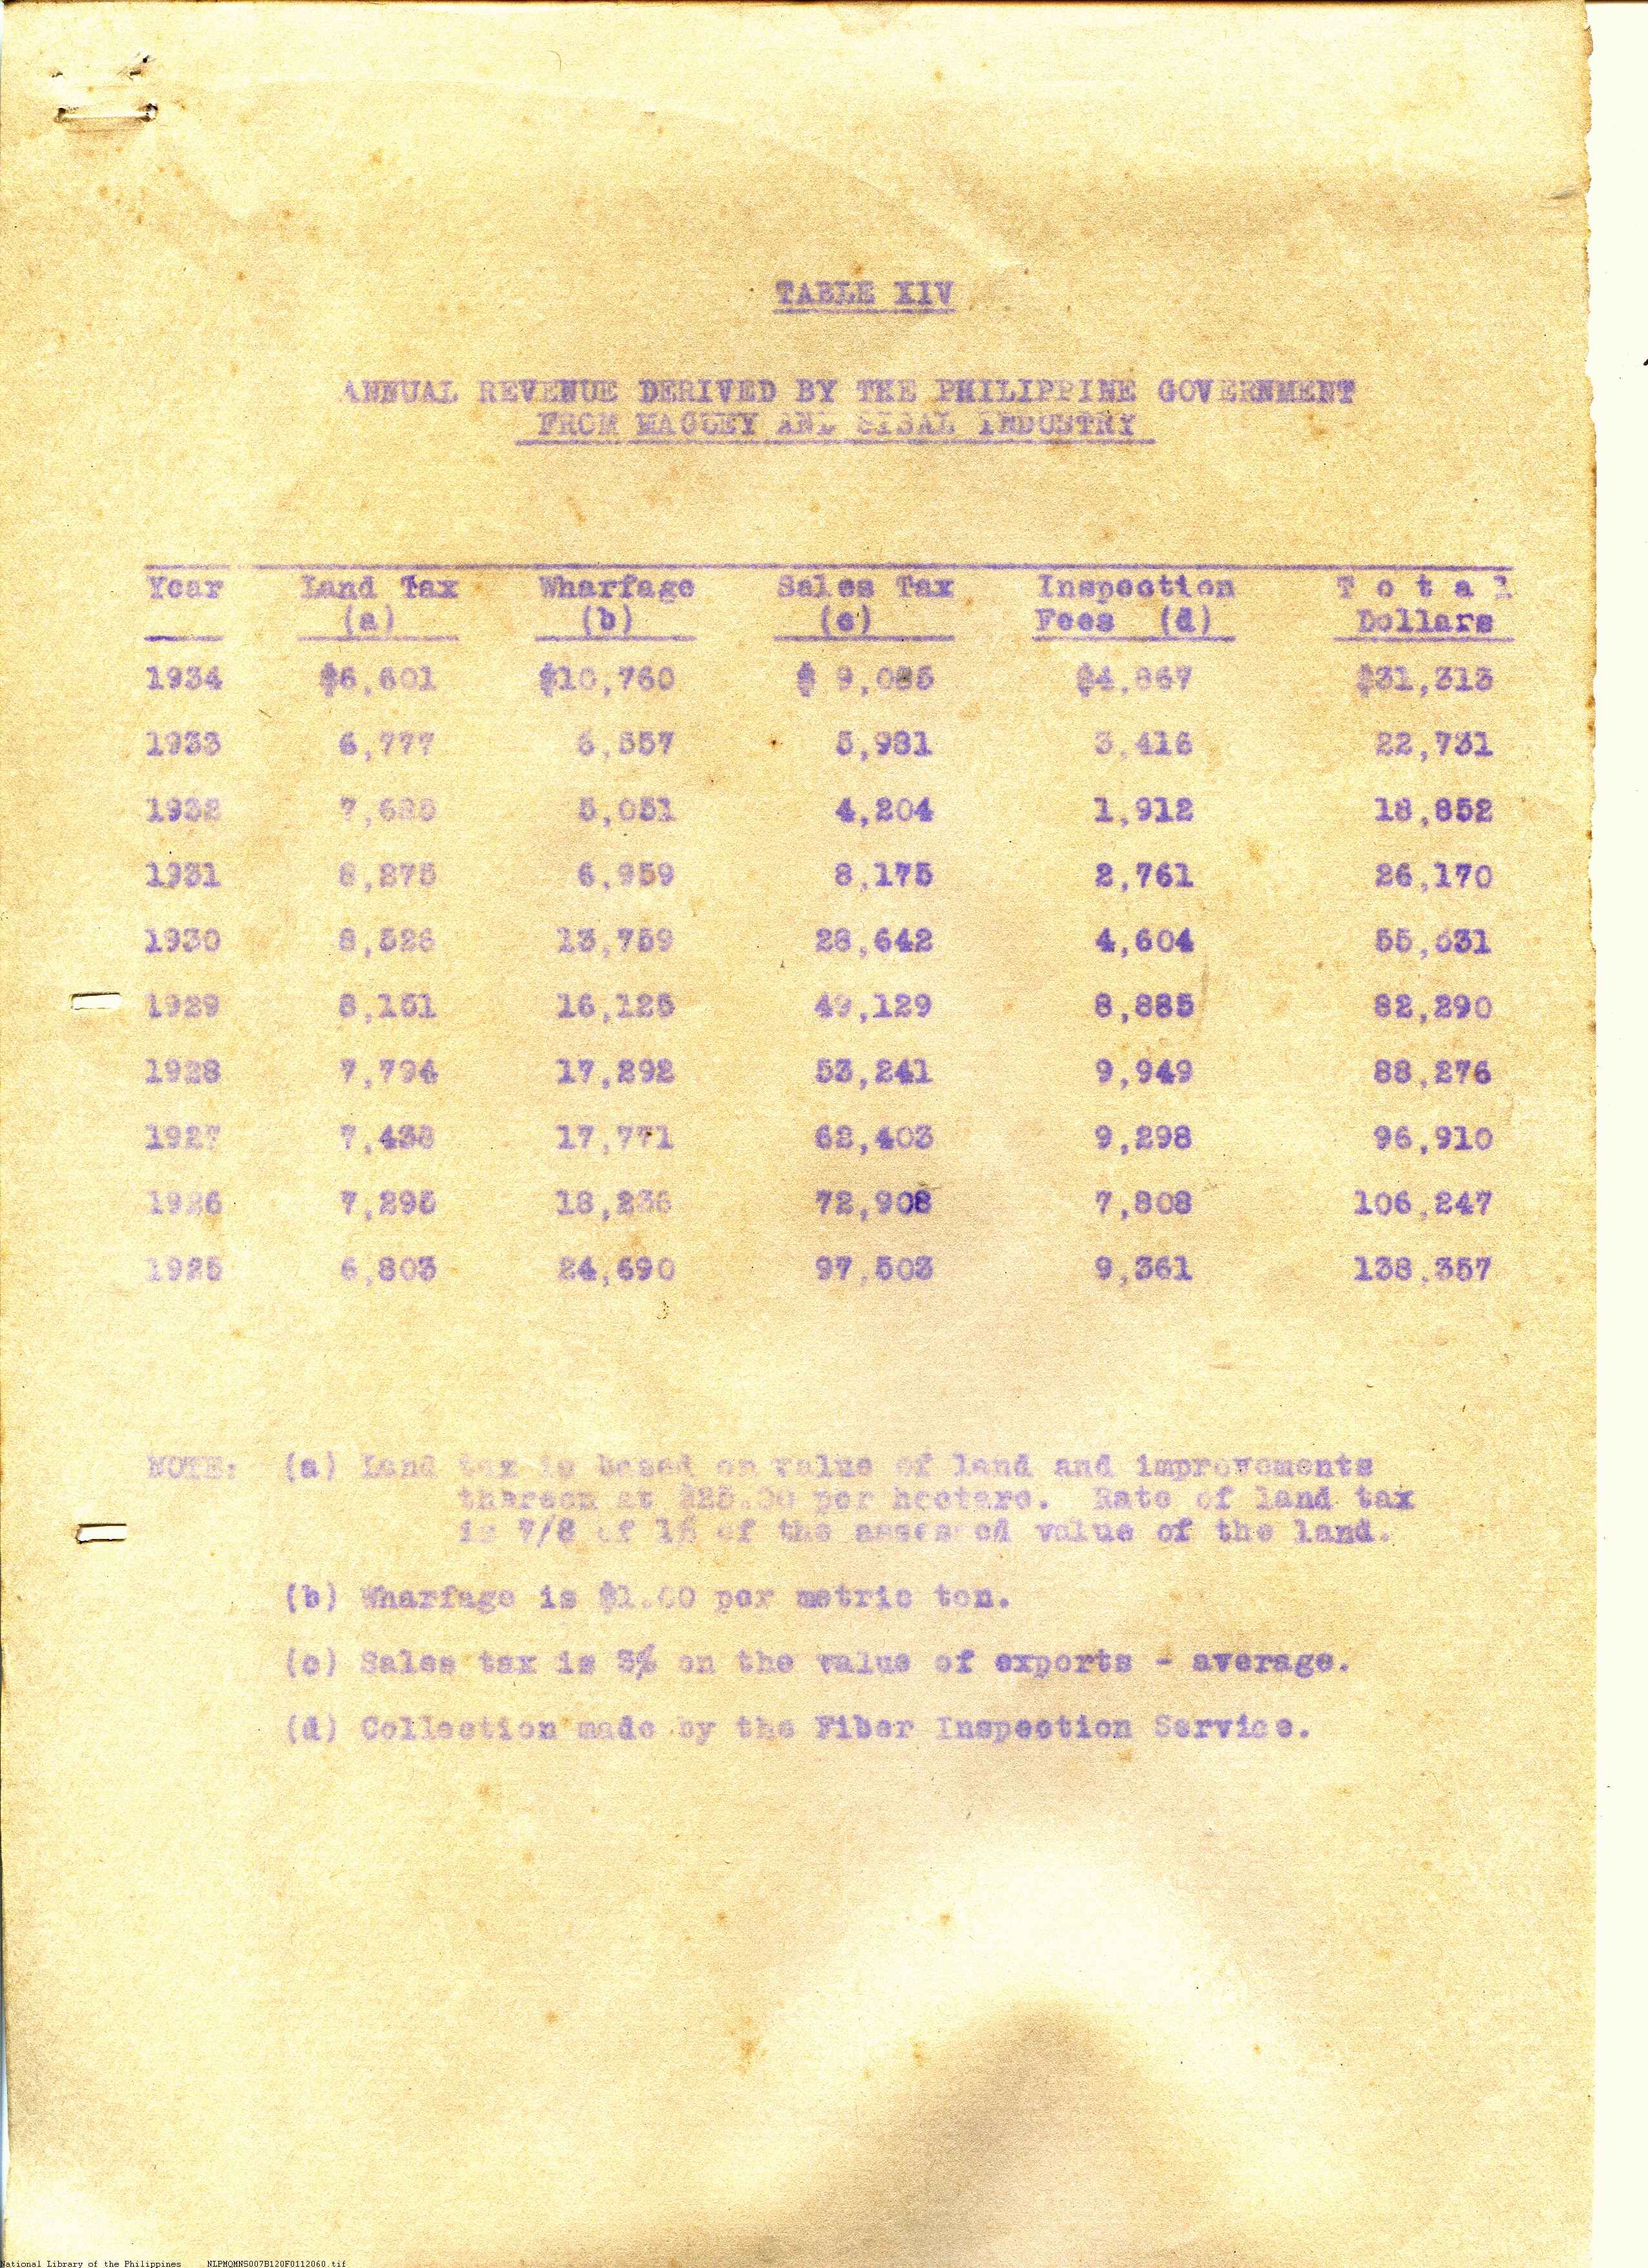 TABLE XIV
ANNUAL REVENUE DERIVED BY THE PHILIPPINE GOVERNMENT
FROM MAGUEY AND SISAL INDUSTRY
Year Land Tax Wharfage Sales Tax Inspection T o t a l
(a) (b) (c) Fees (d) Dollars
1934 $6,601 $10,760 $ 9,085 $4,867 $31,313
1933 6,777 6,557 5,981 3,416 22,731
1932 7,685 5,051 4,204 1,912 18,852
1931 8,275 6,959 8,175 2,761 26,170
1930 8,526 13,759 28,642 4,604 55,531
1929 8,151 16,125 49,129 8,885 82,290
1928 7,794 17,292 53,241 9,949 88,276
1927 7,438 17,771 62,403 9,298 96,910
1926 7,295 18,236 72,908 7,808 106,247
1925 6,803 24,690 97,503 9,361 138,357
NOTE: (a) Land tax is based on value of land and improvements
thereon at $25.00 per hectare. Rate of land tax
is 7/8 of 1% of the assessed value of the land.
(b) Wharfage is $1.00 per metric ton.
(c) Sales tax is 3% on the value of exports - average.
(d) Collection made by the Fiber Inspection Service.
National Library of the Philippines NLPMQMNS007B120F0112060.tif